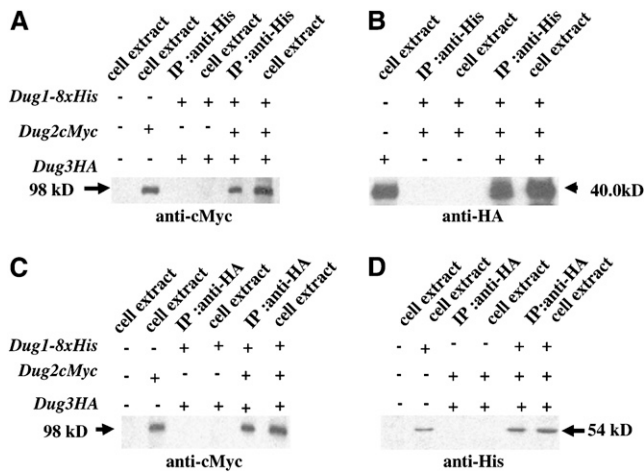 A
cell extract
cell extract
IP :anti-His
cell extract
IP :anti-His
cell extract
Dug1-8xHis - - + + + +
Dug2cMyc - + - - + +
Dug3HA - - + + + +
98 kD
anti-cMyc
B
cell extract
IP :anti-His
cell extract
IP :anti-His
cell extract
- + + + +
- + + + +
+ - - + +
40.0kD
anti-HA
C
cell extract
cell extract
IP :anti-HA
cell extract
IP :anti-HA
cell extract
Dug1-8xHis - - + + + +
Dug2cMyc - + - - + +
Dug3HA - - + + + +
98 kD
anti-cMyc
D
cell extract
cell extract
IP :anti-HA
cell extract
IP :anti-HA
cell extract
- + - - + +
- - + + + +
- - + + + +
54 kD
anti-His